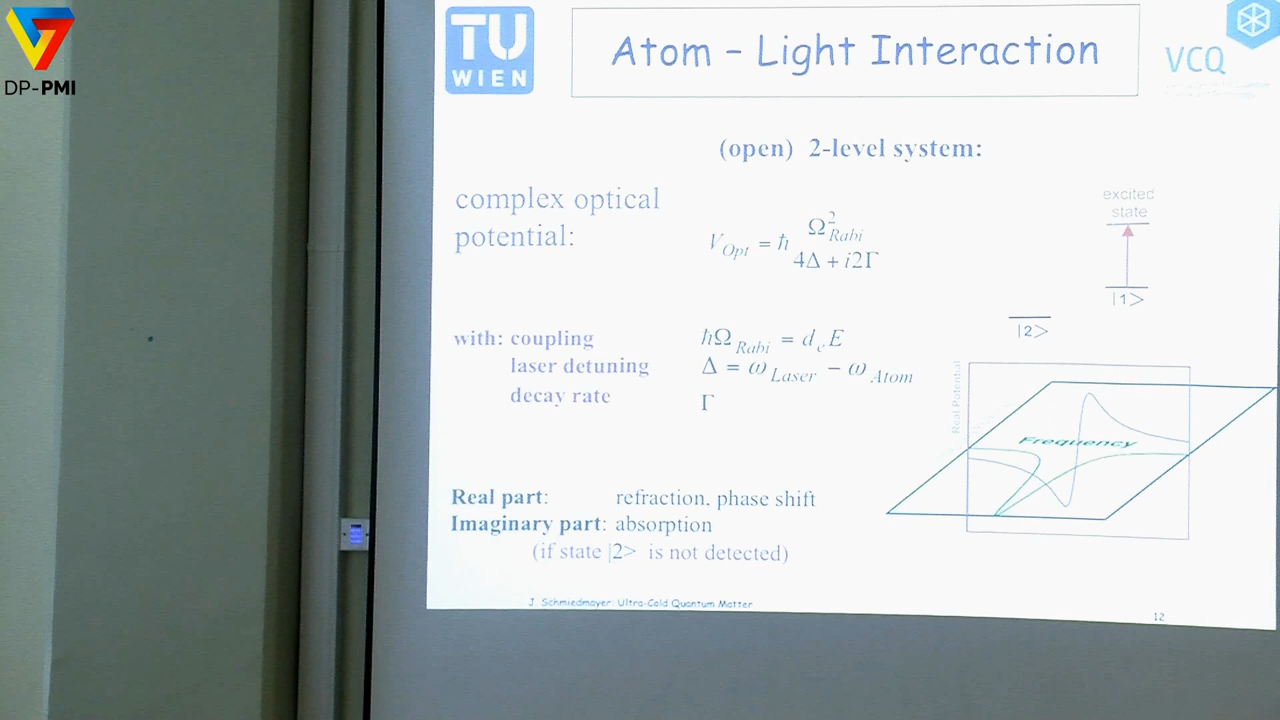 DP-PMI
TU
WIEN
Atom – Light Interaction
VCQ
(open) 2-level system:
complex optical
potential:
V_Opt = ħ Ω²_Rabi / (4Δ + i2Γ)
excited
state
|1>
|2>
with: coupling ħΩ_Rabi = d_c E
laser detuning Δ = ω_Laser − ω_Atom
decay rate Γ
Real Potential
Frequency
Real part: refraction, phase shift
Imaginary part: absorption
(if state |2> is not detected)
J. Schmiedmayer: Ultra-Cold Quantum Matter
12